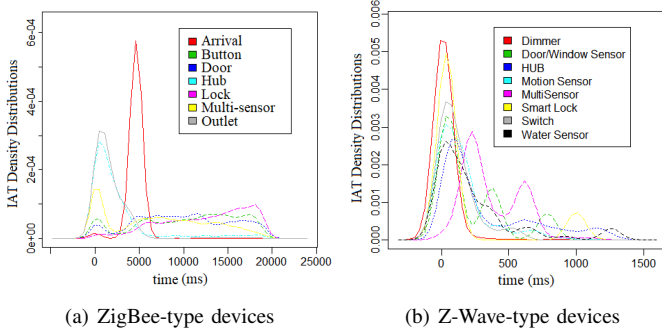 IAT Density Distributions
0e+00 2e-04 4e-04 6e-04
Arrival
Button
Door
Hub
Lock
Multi-sensor
Outlet
0 5000 10000 15000 20000 25000
time (ms)
(a) ZigBee-type devices
IAT Density Distributions
0.000 0.001 0.002 0.003 0.004 0.005 0.006
Dimmer
Door/Window Sensor
HUB
Motion Sensor
MultiSensor
Smart Lock
Switch
Water Sensor
0 500 1000 1500
time (ms)
(b) Z-Wave-type devices